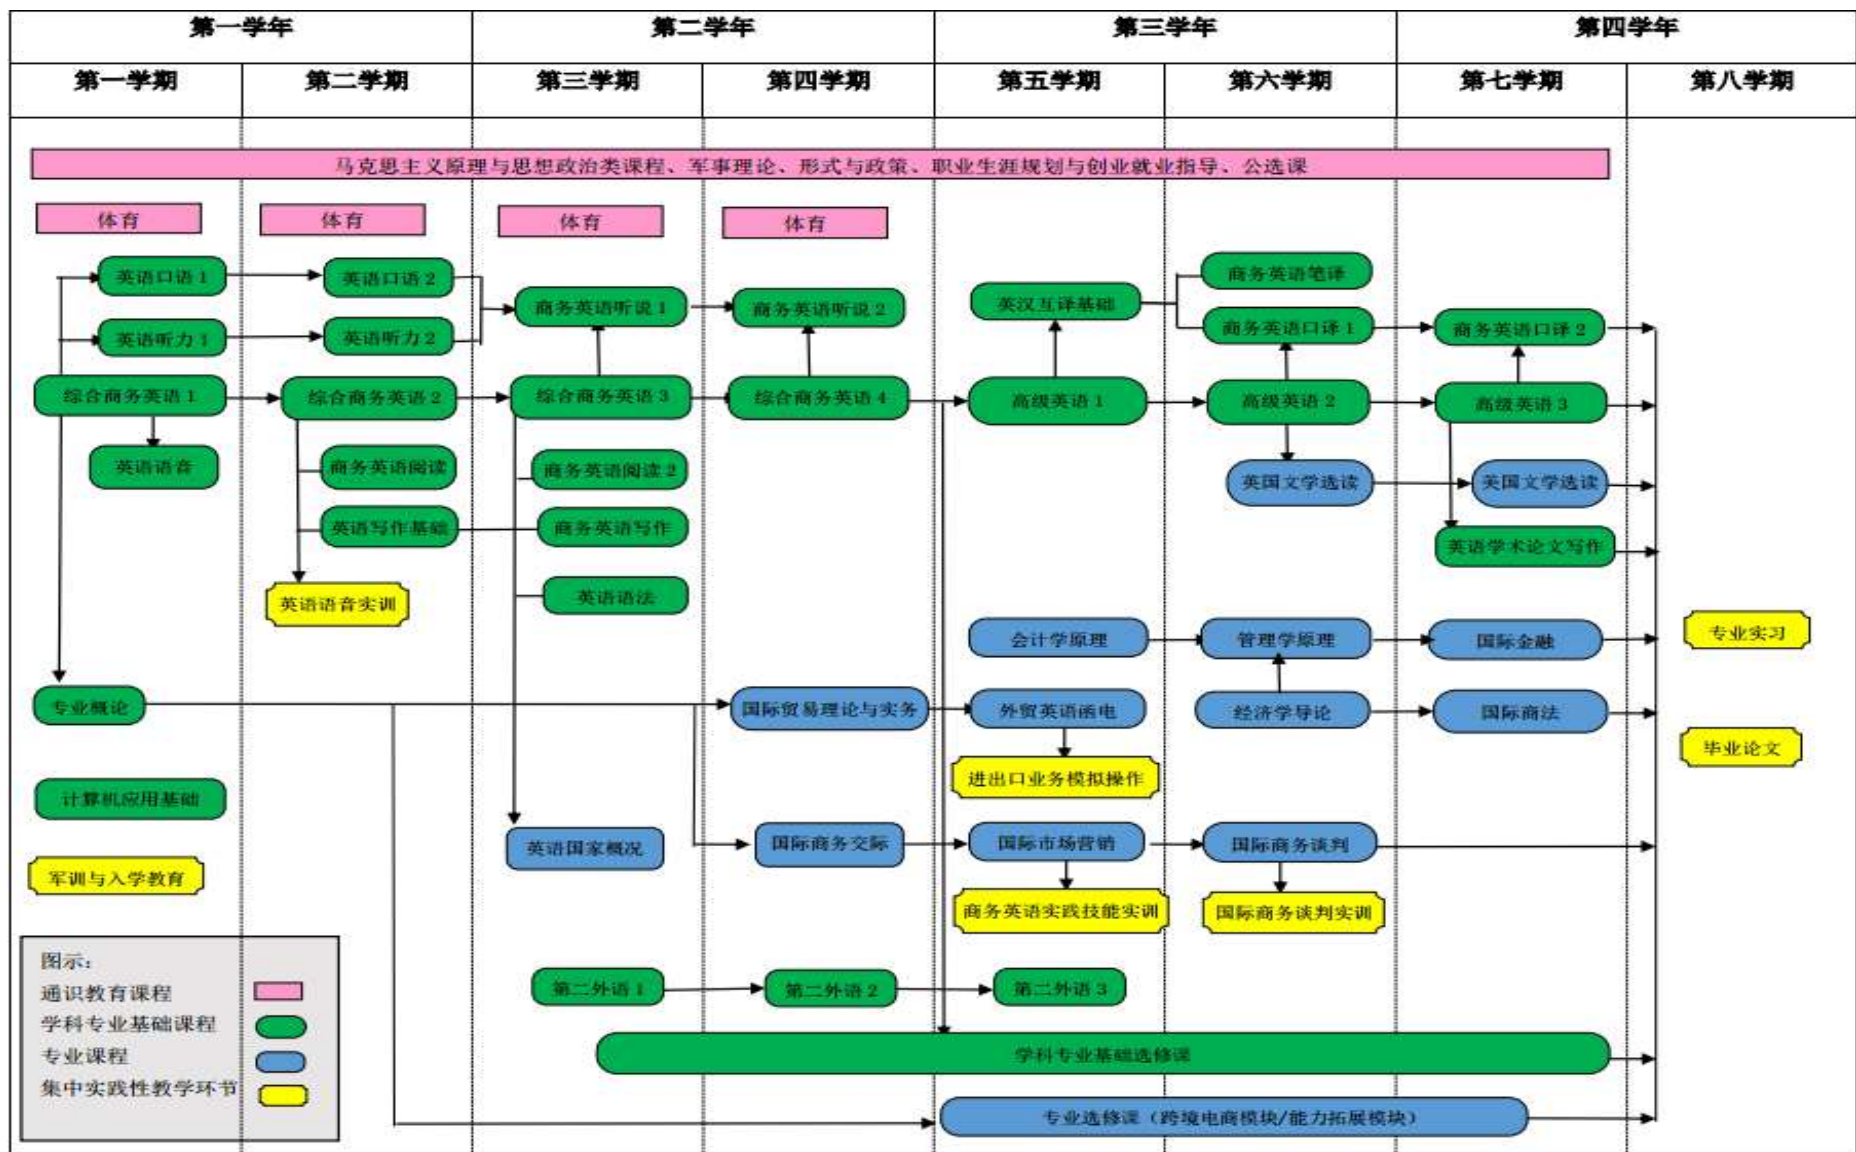 第一学年
第二学年
第三学年
第四学年
第一学期
第二学期
第三学期
第四学期
第五学期
第六学期
第七学期
第八学期
马克思主义原理与思想政治类课程、军事理论、形式与政策、职业生涯规划与创业就业指导、公选课
体育
体育
体育
体育
英语口语 1
英语口语 2
商务英语听说 1
商务英语听说 2
英汉互译基础
商务英语笔译
英语听力 1
英语听力 2
商务英语口译 1
商务英语口译 2
综合商务英语 1
综合商务英语 2
综合商务英语 3
综合商务英语 4
高级英语 1
高级英语 2
高级英语 3
英语语音
商务英语阅读
商务英语阅读 2
英国文学选读
美国文学选读
英语写作基础
商务英语写作
英语学术论文写作
英语语音实训
英语语法
会计学原理
管理学原理
国际金融
专业实习
专业概论
国际贸易理论与实务
外贸英语函电
经济学导论
国际商法
毕业论文
进出口业务模拟操作
计算机应用基础
英语国家概况
国际商务交际
国际市场营销
国际商务谈判
军训与入学教育
商务英语实践技能实训
国际商务谈判实训
图示：
通识教育课程
学科专业基础课程
专业课程
集中实践性教学环节
第二外语 1
第二外语 2
第二外语 3
学科专业基础选修课
专业选修课（跨境电商模块/能力拓展模块）